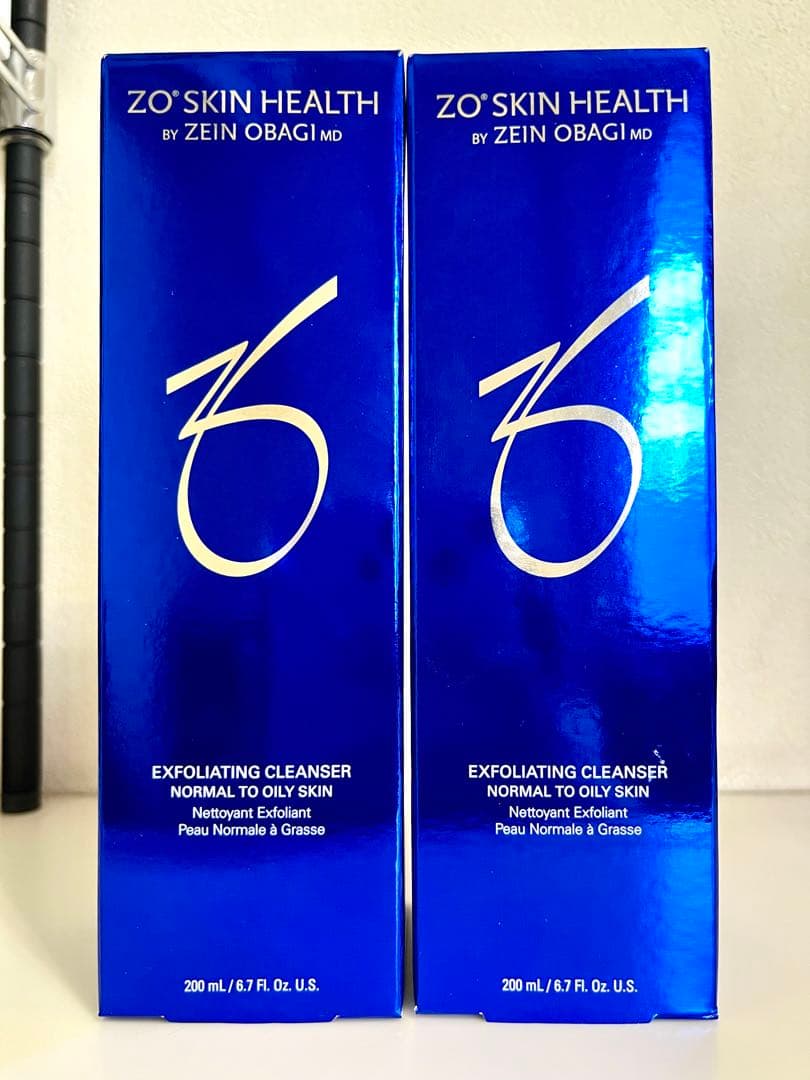 ZO® SKIN HEALTH
BY ZEIN OBAGI MD
EXFOLIATING CLEANSER
NORMAL TO OILY SKIN
Nettoyant Exfoliant
Peau Normale à Grasse
200 mL / 6.7 Fl. Oz. U.S.
ZO® SKIN HEALTH
BY ZEIN OBAGI MD
EXFOLIATING CLEANSER
NORMAL TO OILY SKIN
Nettoyant Exfoliant
Peau Normale à Grasse
200 mL / 6.7 Fl. Oz. U.S.